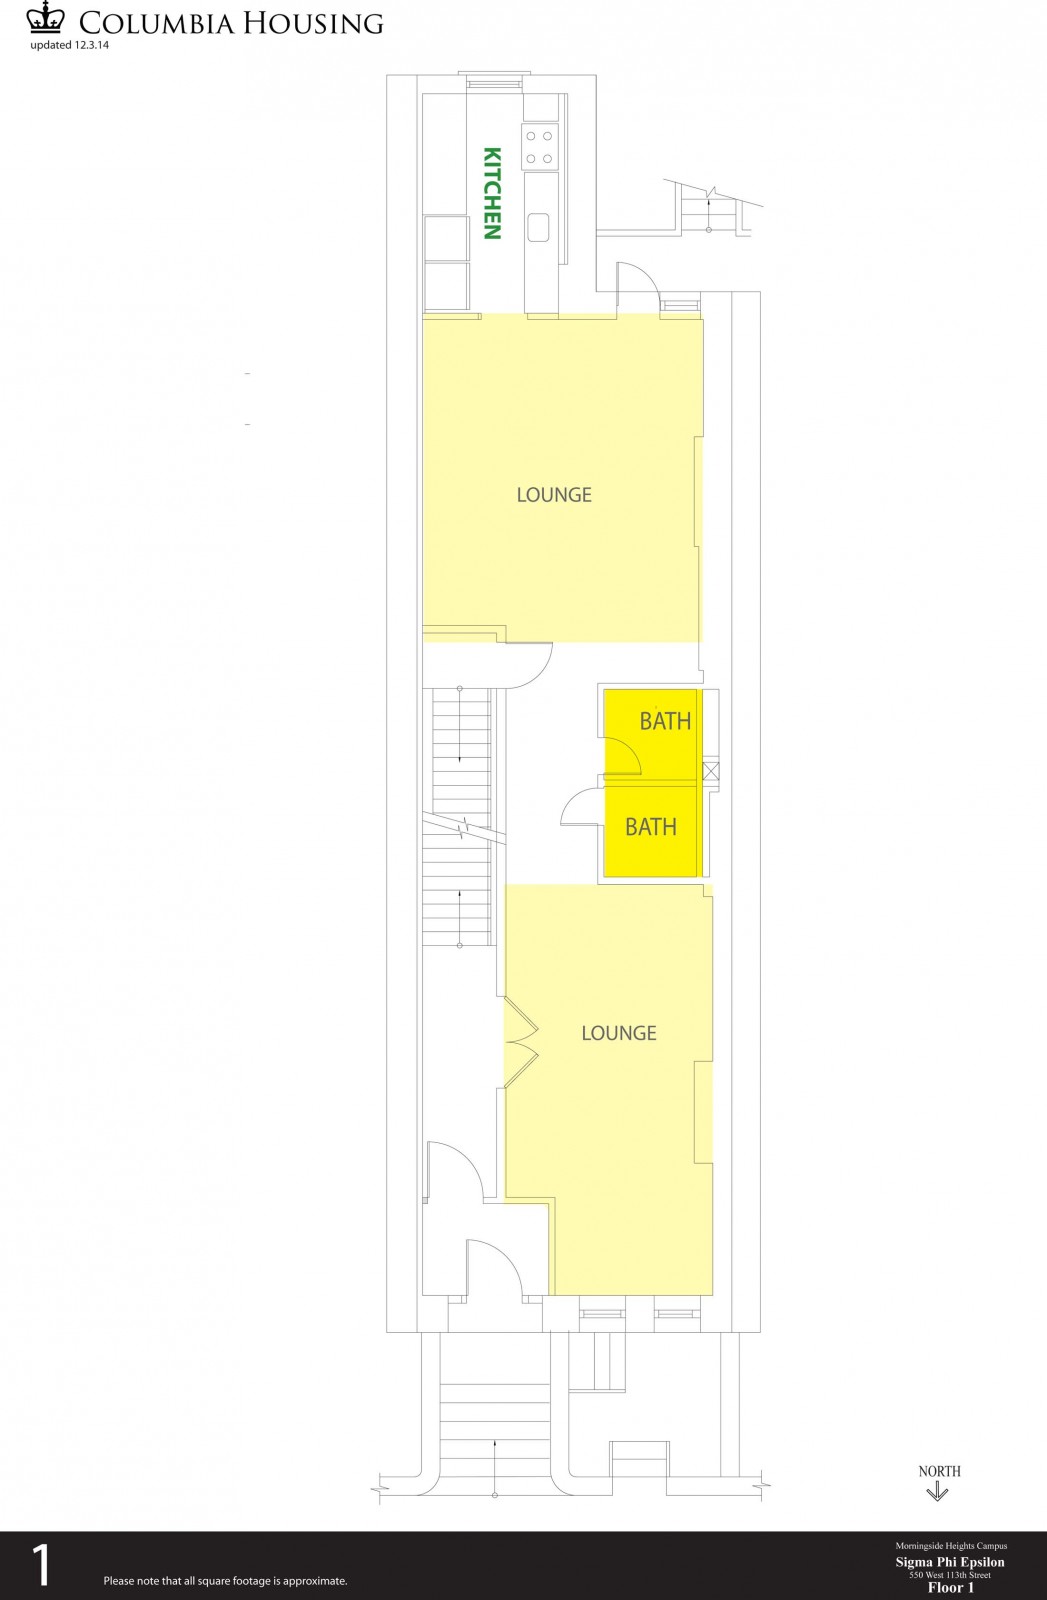 COLUMBIA HOUSING
updated 12.3.14
KITCHEN
LOUNGE
BATH
BATH
LOUNGE
NORTH
1
Please note that all square footage is approximate.
Morningside Heights Campus
Sigma Phi Epsilon
550 West 113th Street
Floor 1